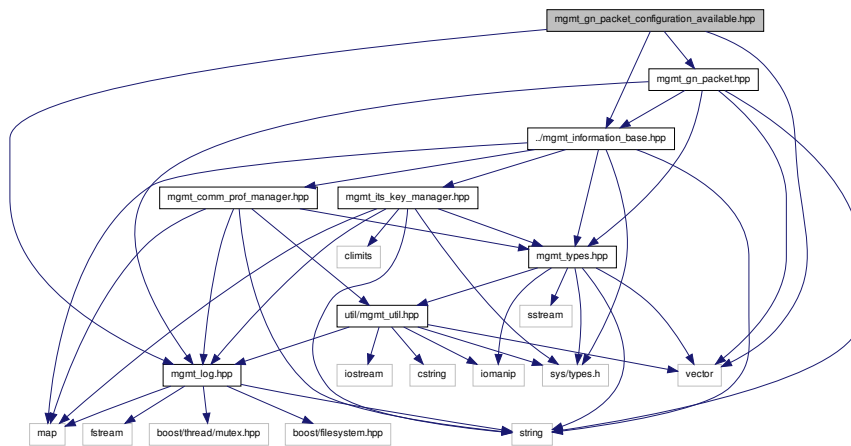 mgmt_gn_packet_configuration_available.hpp
mgmt_gn_packet.hpp
../mgmt_information_base.hpp
mgmt_comm_prof_manager.hpp
mgmt_its_key_manager.hpp
climits
mgmt_types.hpp
sstream
util/mgmt_util.hpp
mgmt_log.hpp
iostream
cstring
iomanip
sys/types.h
vector
map
fstream
boost/thread/mutex.hpp
boost/filesystem.hpp
string